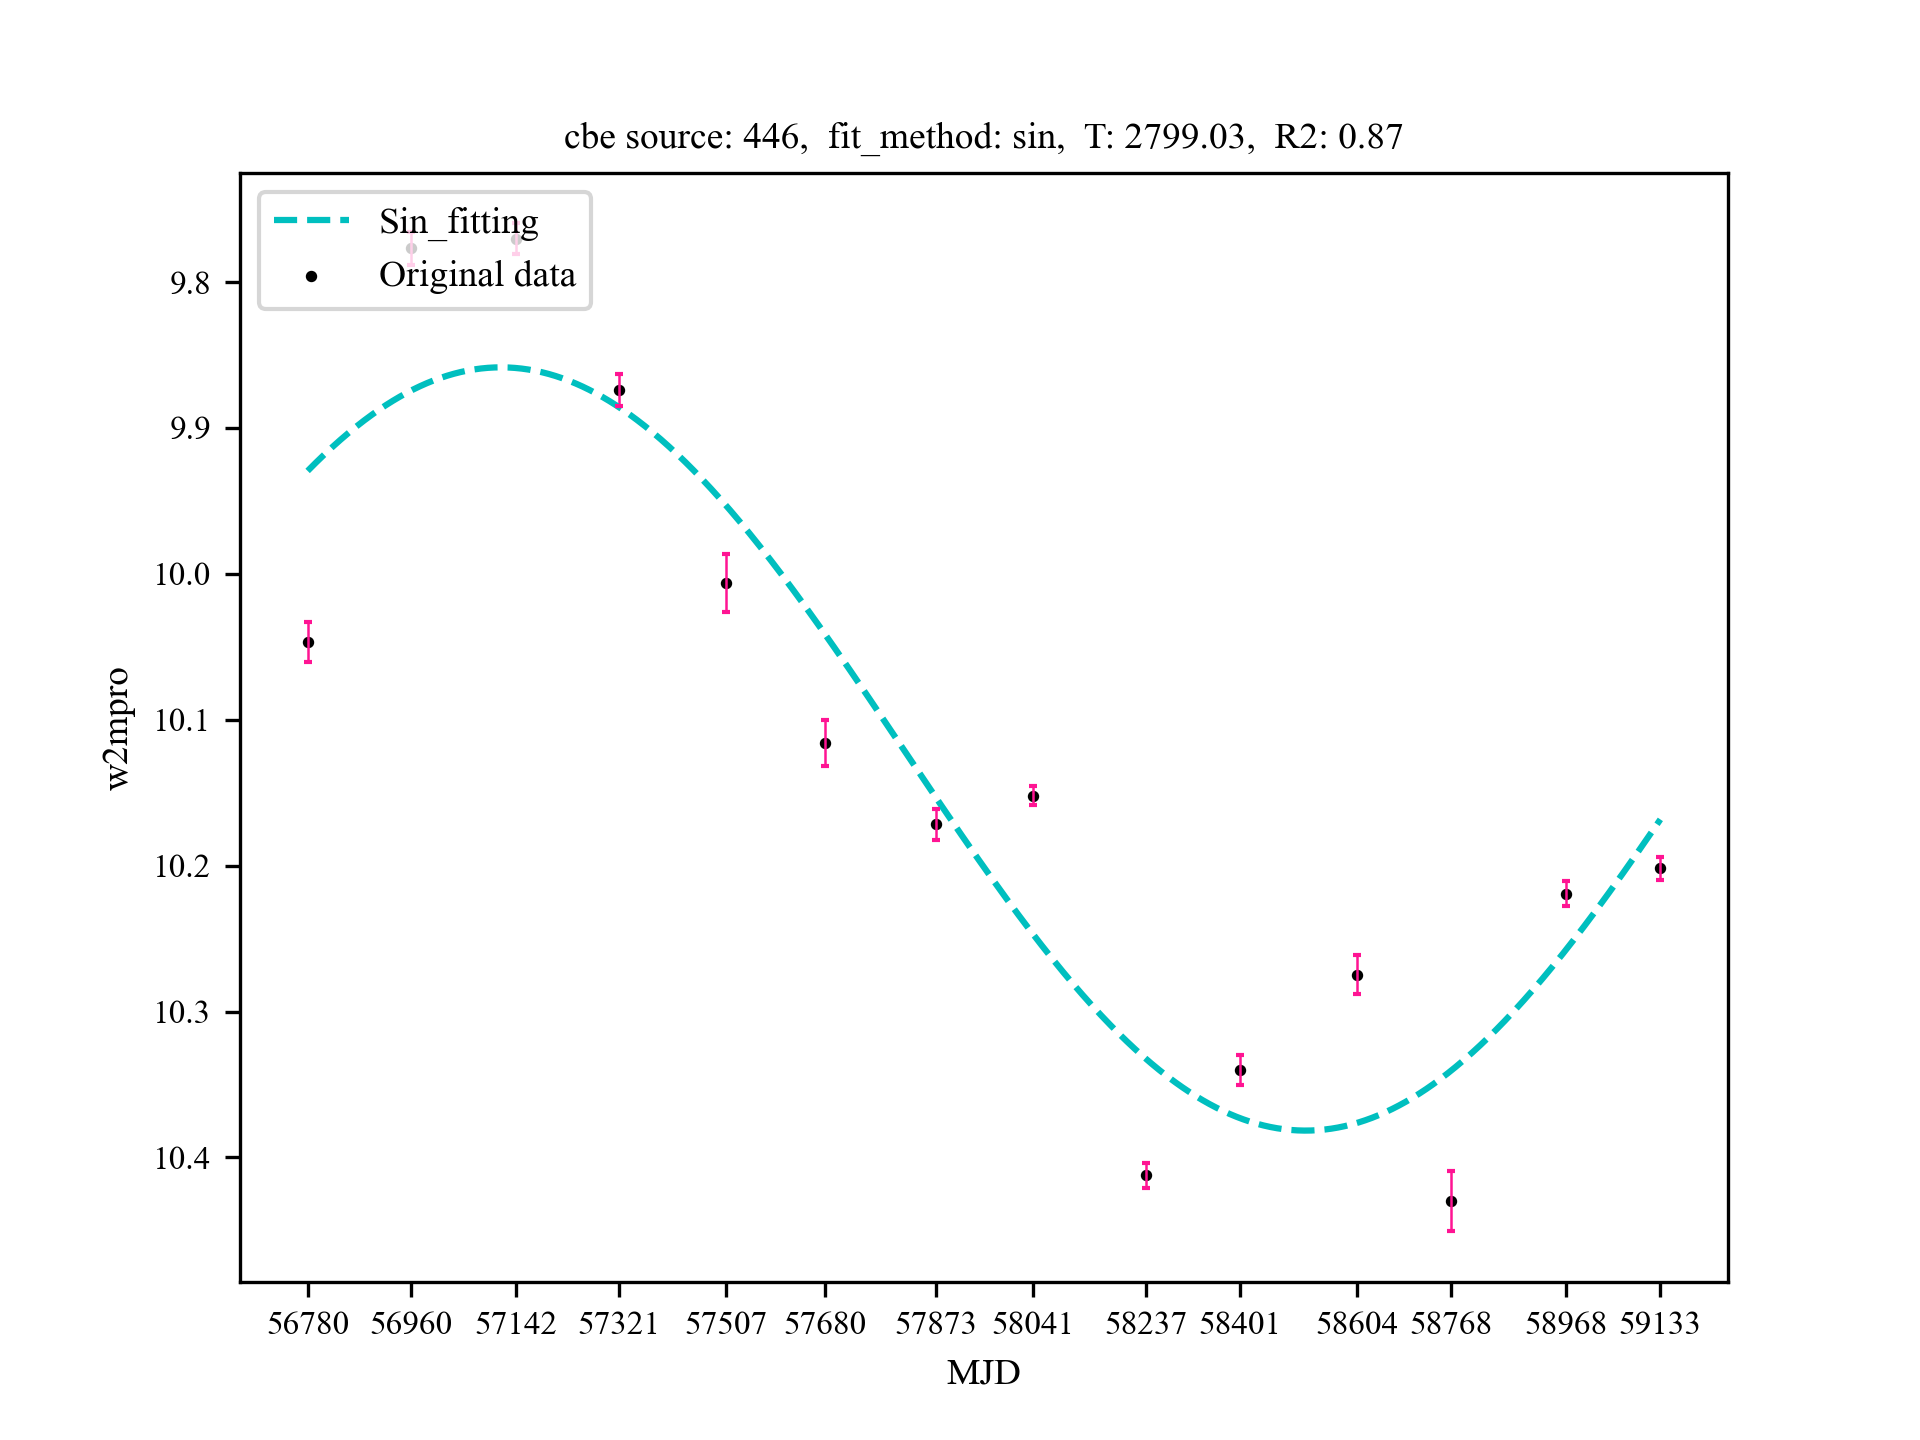 cbe source: 446, fit_method: sin, T: 2799.03, R2: 0.87
Sin_fitting
Original data
9.8
9.9
10.0
10.1
10.2
10.3
10.4
w2mpro
56780 56960 57142 57321 57507 57680 57873 58041 58237 58401 58604 58768 58968 59133
MJD